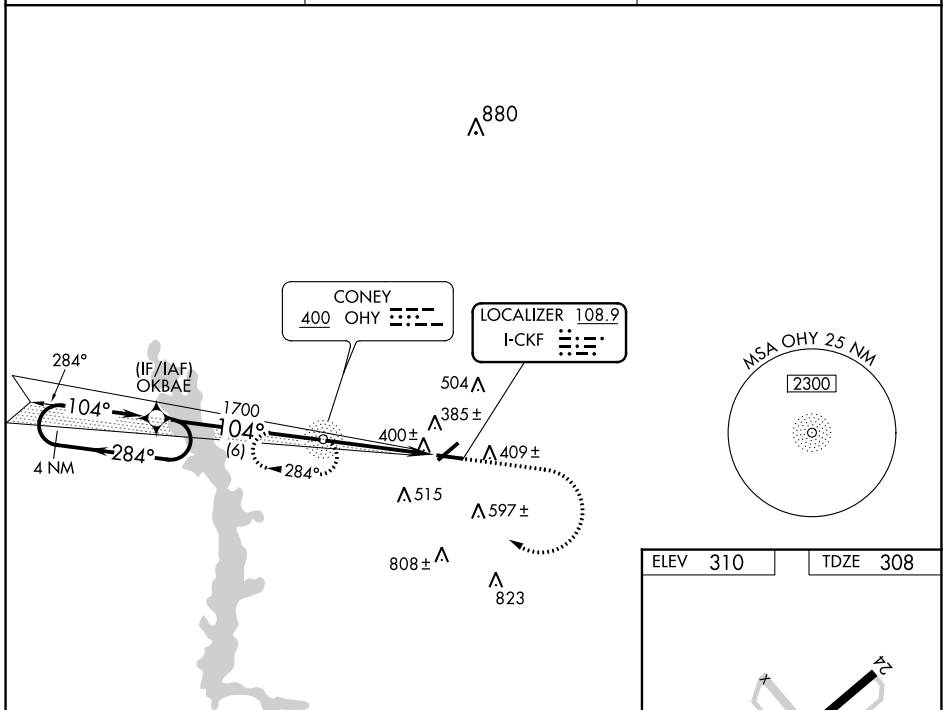 880
CONEY
400 OHY
LOCALIZER 108.9
I-CKF
MSA OHY 25 NM
2300
284°
(IF/IAF)
OKBAE
504
104°
1700
104°
385±
400±
(6)
409±
284°
4 NM
284°
515
597±
808±
823
ELEV 310
TDZE 308
24
x